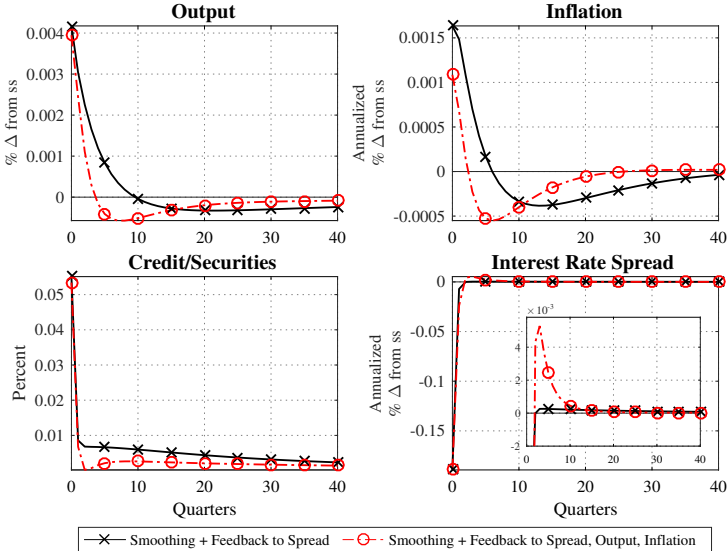 Output
0.004
0.003
0.002
0.001
0
0 10 20 30 40
% Δ from ss
Inflation
0.0015
0.001
0.0005
0
-0.0005
0 10 20 30 40
Annualized
% Δ from ss
Credit/Securities
0.05
0.04
0.03
0.02
0.01
0 10 20 30 40
Percent
Quarters
Interest Rate Spread
0
-0.05
-0.1
-0.15
0 10 20 30 40
Annualized
% Δ from ss
× 10⁻³
4
2
0
-2
0 10 20 30 40
Quarters
Smoothing + Feedback to Spread
Smoothing + Feedback to Spread, Output, Inflation